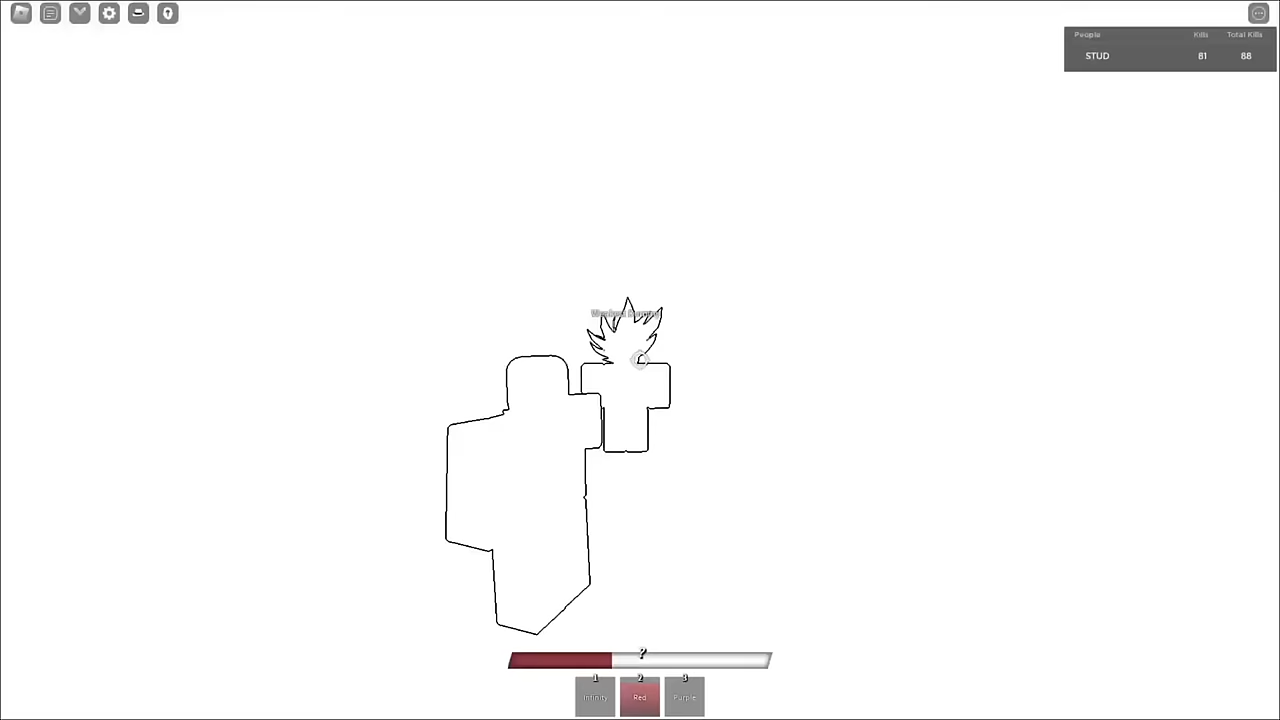 People Kills Total Kills
STUD 81 88
?
1 2 3
Infinity Red Purple